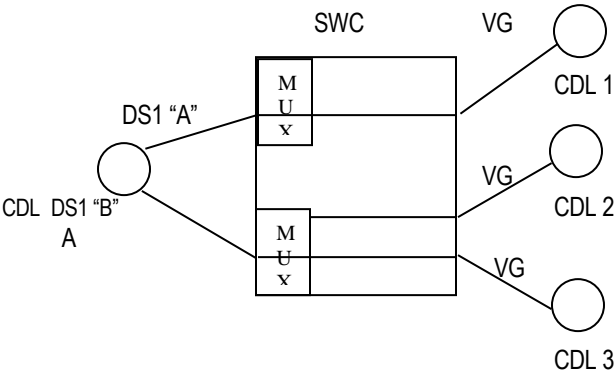 SWC
VG
M
U
X
CDL 1
DS1 “A”
VG
CDL DS1 “B”
A
CDL 2
M
U
X
VG
CDL 3